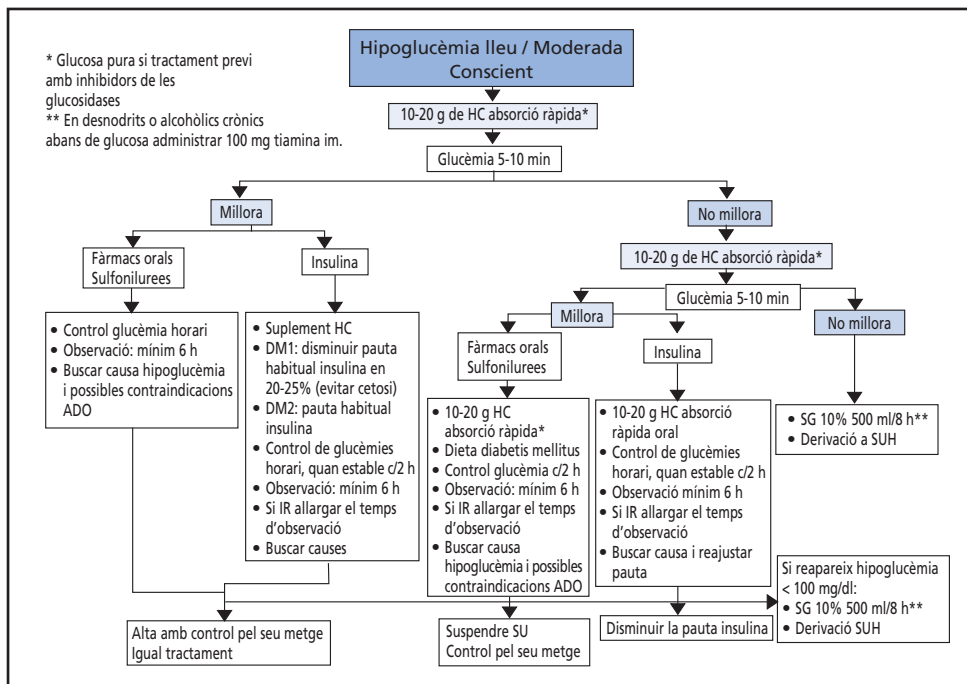 Hipoglucèmia lleu / Moderada
Conscient
* Glucosa pura si tractament previ
amb inhibidors de les
glucosidases
** En desnodrits o alcohòlics crònics
abans de glucosa administrar 100 mg tiamina im.
10-20 g de HC absorció ràpida*
Glucèmia 5-10 min
Millora
No millora
Fàrmacs orals
Sulfonilurees
Insulina
10-20 g de HC absorció ràpida*
Glucèmia 5-10 min
• Control glucèmia horari
• Observació: mínim 6 h
• Buscar causa hipoglucèmia
i possibles contraindicacions
ADO
• Suplement HC
• DM1: disminuir pauta
habitual insulina en
20-25% (evitar cetosi)
• DM2: pauta habitual
insulina
• Control de glucèmies
horari, quan estable c/2 h
• Observació: mínim 6 h
• Si IR allargar el temps
d’observació
• Buscar causes
Millora
No millora
Fàrmacs orals
Sulfonilurees
Insulina
• 10-20 g HC
absorció ràpida*
• Dieta diabetis mellitus
• Control glucèmia c/2 h
• Observació: mínim 6 h
• Si IR allargar el temps
d’observació
• Buscar causa
hipoglucèmia i possibles
contraindicacions ADO
• 10-20 g HC absorció
ràpida oral
• Control de glucèmies
horari, quan estable c/2 h
• Observació mínim 6 h
• Si IR allargar el temps
d’observació
• Buscar causa i reajustar
pauta
• SG 10% 500 ml/8 h**
• Derivació a SUH
Alta amb control pel seu metge
Igual tractament
Suspendre SU
Control pel seu metge
Disminuir la pauta insulina
Si reapareix hipoglucèmia
< 100 mg/dl:
• SG 10% 500 ml/8 h**
• Derivació SUH